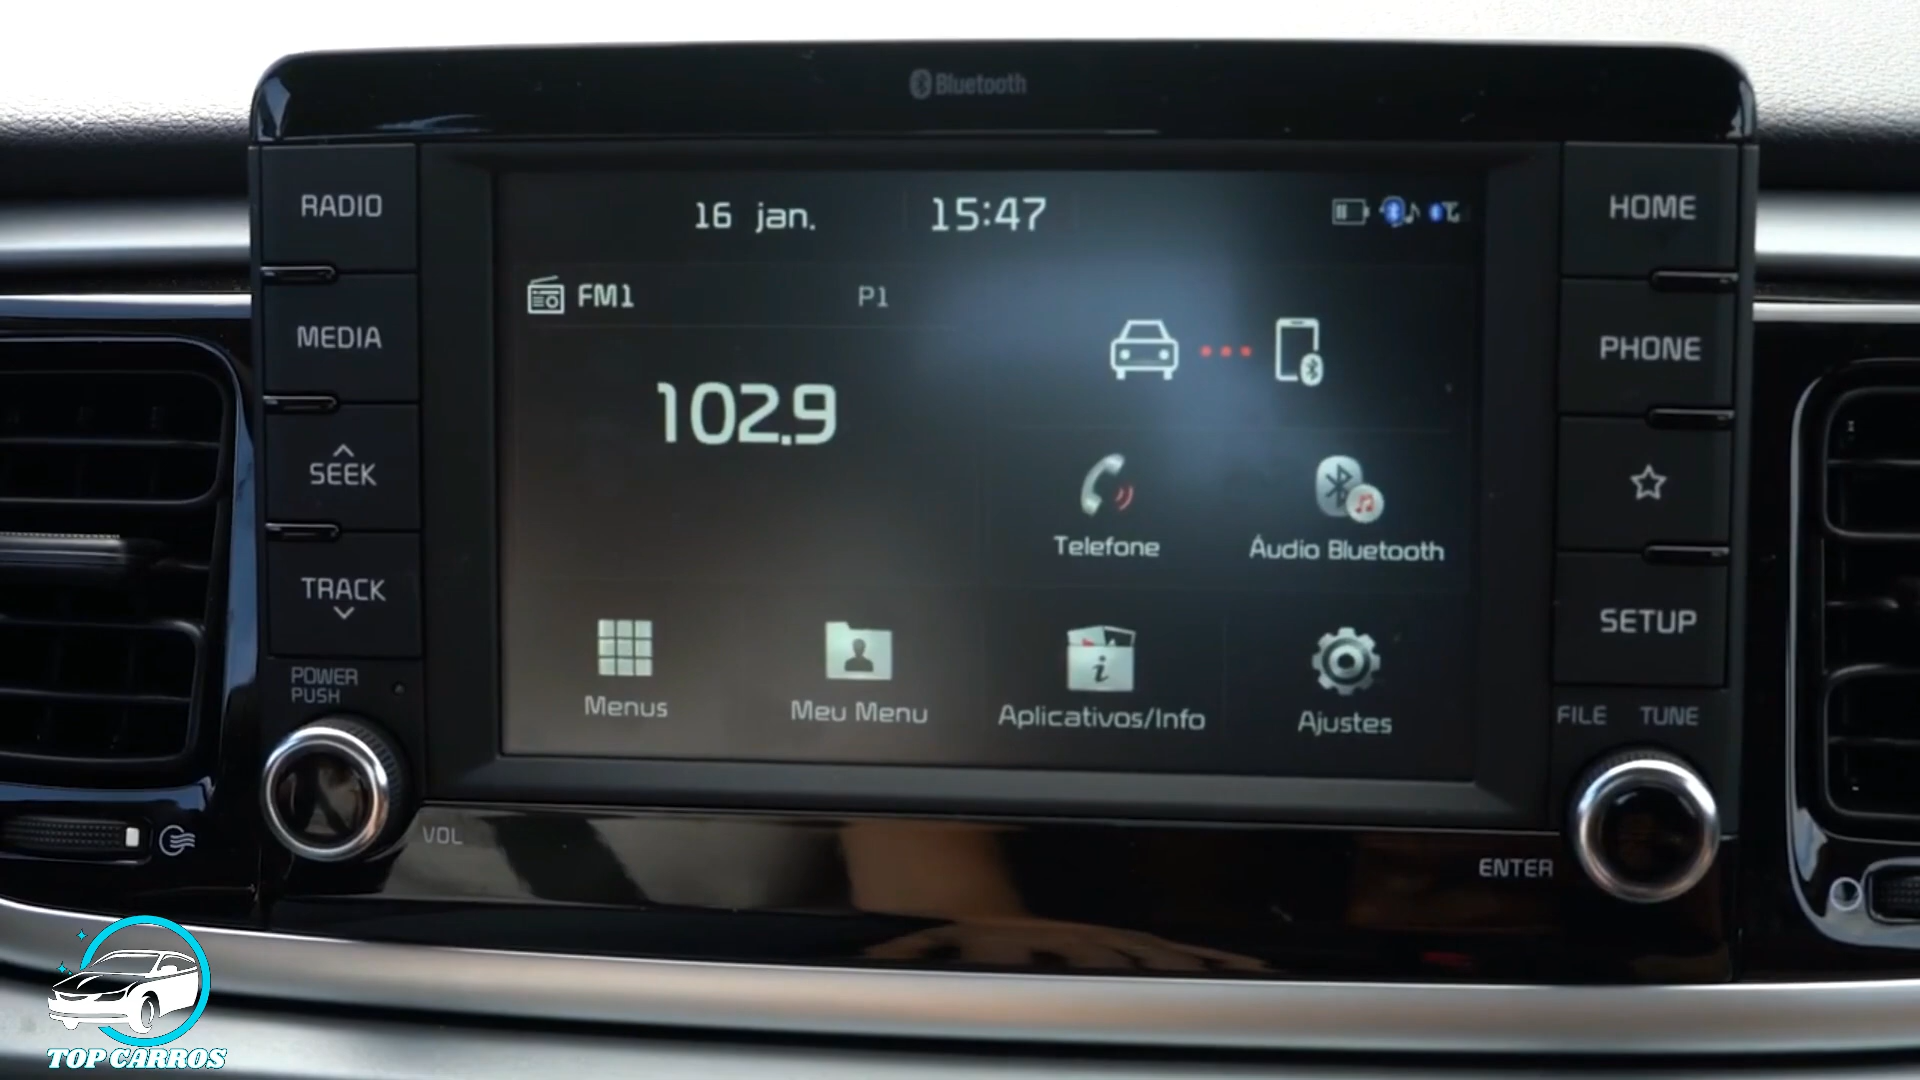 Bluetooth
RADIO
MEDIA
SEEK
TRACK
POWER
PUSH
VOL
16 jan. 15:47
FM1 P1
102.9
Telefone Áudio Bluetooth
Menus Meu Menu Aplicativos/Info Ajustes
HOME
PHONE
SETUP
FILE TUNE
ENTER
TOP CARROS